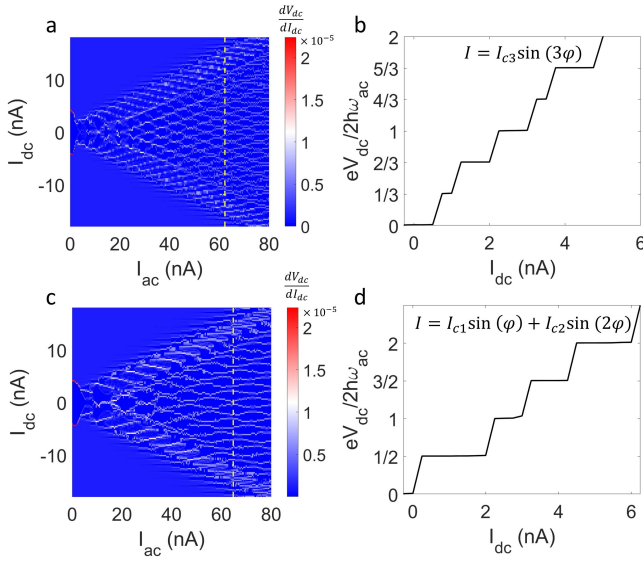 a
dV_dc/dI_dc
× 10⁻⁵
2
1.5
1
0.5
0
10
0
-10
I_dc (nA)
0 20 40 60 80
I_ac (nA)
b
I = I_c3 sin (3φ)
2
5/3
4/3
1
2/3
1/3
0
eV_dc/2hω_ac
0 2 4 6
I_dc (nA)
c
dV_dc/dI_dc
× 10⁻⁵
2
1.5
1
0.5
10
0
-10
I_dc (nA)
0 20 40 60 80
I_ac (nA)
d
I = I_c1 sin (φ) + I_c2 sin (2φ)
2
3/2
1
1/2
0
eV_dc/2hω_ac
0 2 4 6
I_dc (nA)